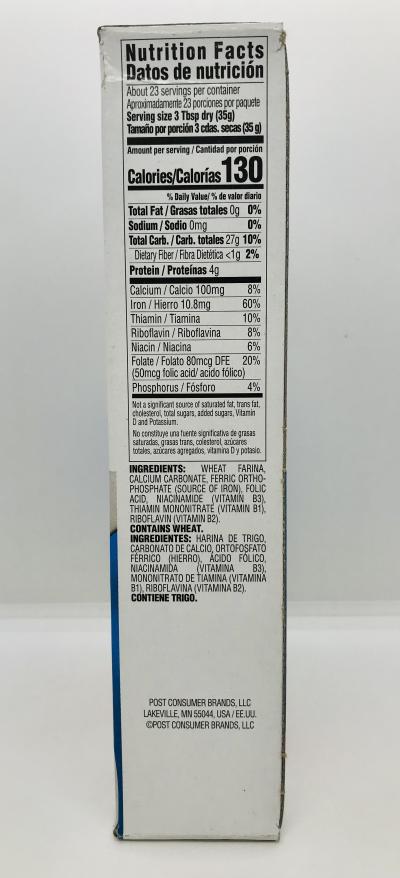 Nutrition Facts
Datos de nutrición
About 23 servings per container
Aproximadamente 23 porciones por paquete
Serving size 3 Tbsp dry (35g)
Tamaño por porción 3 cdas. secas (35 g)
Amount per serving / Cantidad por porción
Calories/Calorías 130
% Daily Value/ % de valor diario
Total Fat / Grasas totales 0g 0%
Sodium / Sodio 0mg 0%
Total Carb. / Carb. totales 27g 10%
Dietary Fiber / Fibra Dietética <1g 2%
Protein / Proteínas 4g
Calcium / Calcio 100mg 8%
Iron / Hierro 10.8mg 60%
Thiamin / Tiamina 10%
Riboflavin / Riboflavina 8%
Niacin / Niacina 6%
Folate / Folato 80mcg DFE 20%
(50mcg folic acid/ acido fólico)
Phosphorus / Fósforo 4%
Not a significant source of saturated fat, trans fat,
cholesterol, total sugars, added sugars, Vitamin
D and Potassium.
No constituye una fuente significativa de grasas
saturadas, grasas trans, colesterol, azúcares
totales, azúcares agregados, vitamina D y potasio.
INGREDIENTS: WHEAT FARINA,
CALCIUM CARBONATE, FERRIC ORTHO-
PHOSPHATE (SOURCE OF IRON), FOLIC
ACID, NIACINAMIDE (VITAMIN B3),
THIAMIN MONONITRATE (VITAMIN B1),
RIBOFLAVIN (VITAMIN B2).
CONTAINS WHEAT.
INGREDIENTES: HARINA DE TRIGO,
CARBONATO DE CALCIO, ORTOFOSFATO
FÉRRICO (HIERRO), ÁCIDO FÓLICO,
NIACINAMIDA (VITAMINA B3),
MONONITRATO DE TIAMINA (VITAMINA
B1), RIBOFLAVINA (VITAMINA B2).
CONTIENE TRIGO.
POST CONSUMER BRANDS, LLC
LAKEVILLE, MN 55044, USA / EE.UU.
©POST CONSUMER BRANDS, LLC